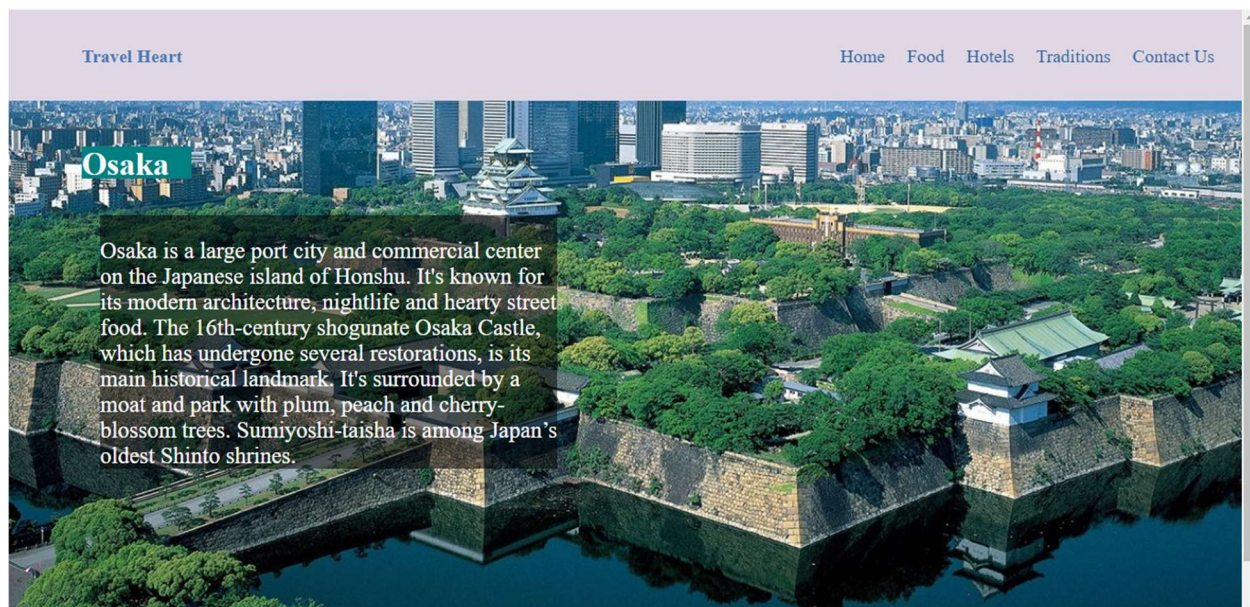 Travel Heart
Home Food Hotels Traditions Contact Us
Osaka
Osaka is a large port city and commercial center
on the Japanese island of Honshu. It's known for
its modern architecture, nightlife and hearty street
food. The 16th-century shogunate Osaka Castle,
which has undergone several restorations, is its
main historical landmark. It's surrounded by a
moat and park with plum, peach and cherry-
blossom trees. Sumiyoshi-taisha is among Japan’s
oldest Shinto shrines.